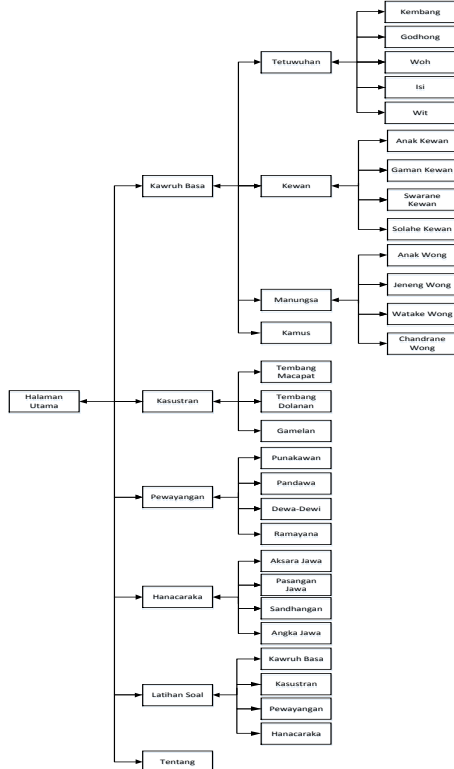 Halaman
Utama
Kawruh Basa
Tetuwuhan
Kembang
Godhong
Woh
Isi
Wit
Kewan
Anak Kewan
Gaman Kewan
Swarane
Kewan
Solahe Kewan
Manungsa
Anak Wong
Jeneng Wong
Watake Wong
Chandrane
Wong
Kamus
Kasustran
Tembang
Macapat
Tembang
Dolanan
Gamelan
Pewayangan
Punakawan
Pandawa
Dewa-Dewi
Ramayana
Hanacaraka
Aksara Jawa
Pasangan
Jawa
Sandhangan
Angka Jawa
Latihan Soal
Kawruh Basa
Kasustran
Pewayangan
Hanacaraka
Tentang